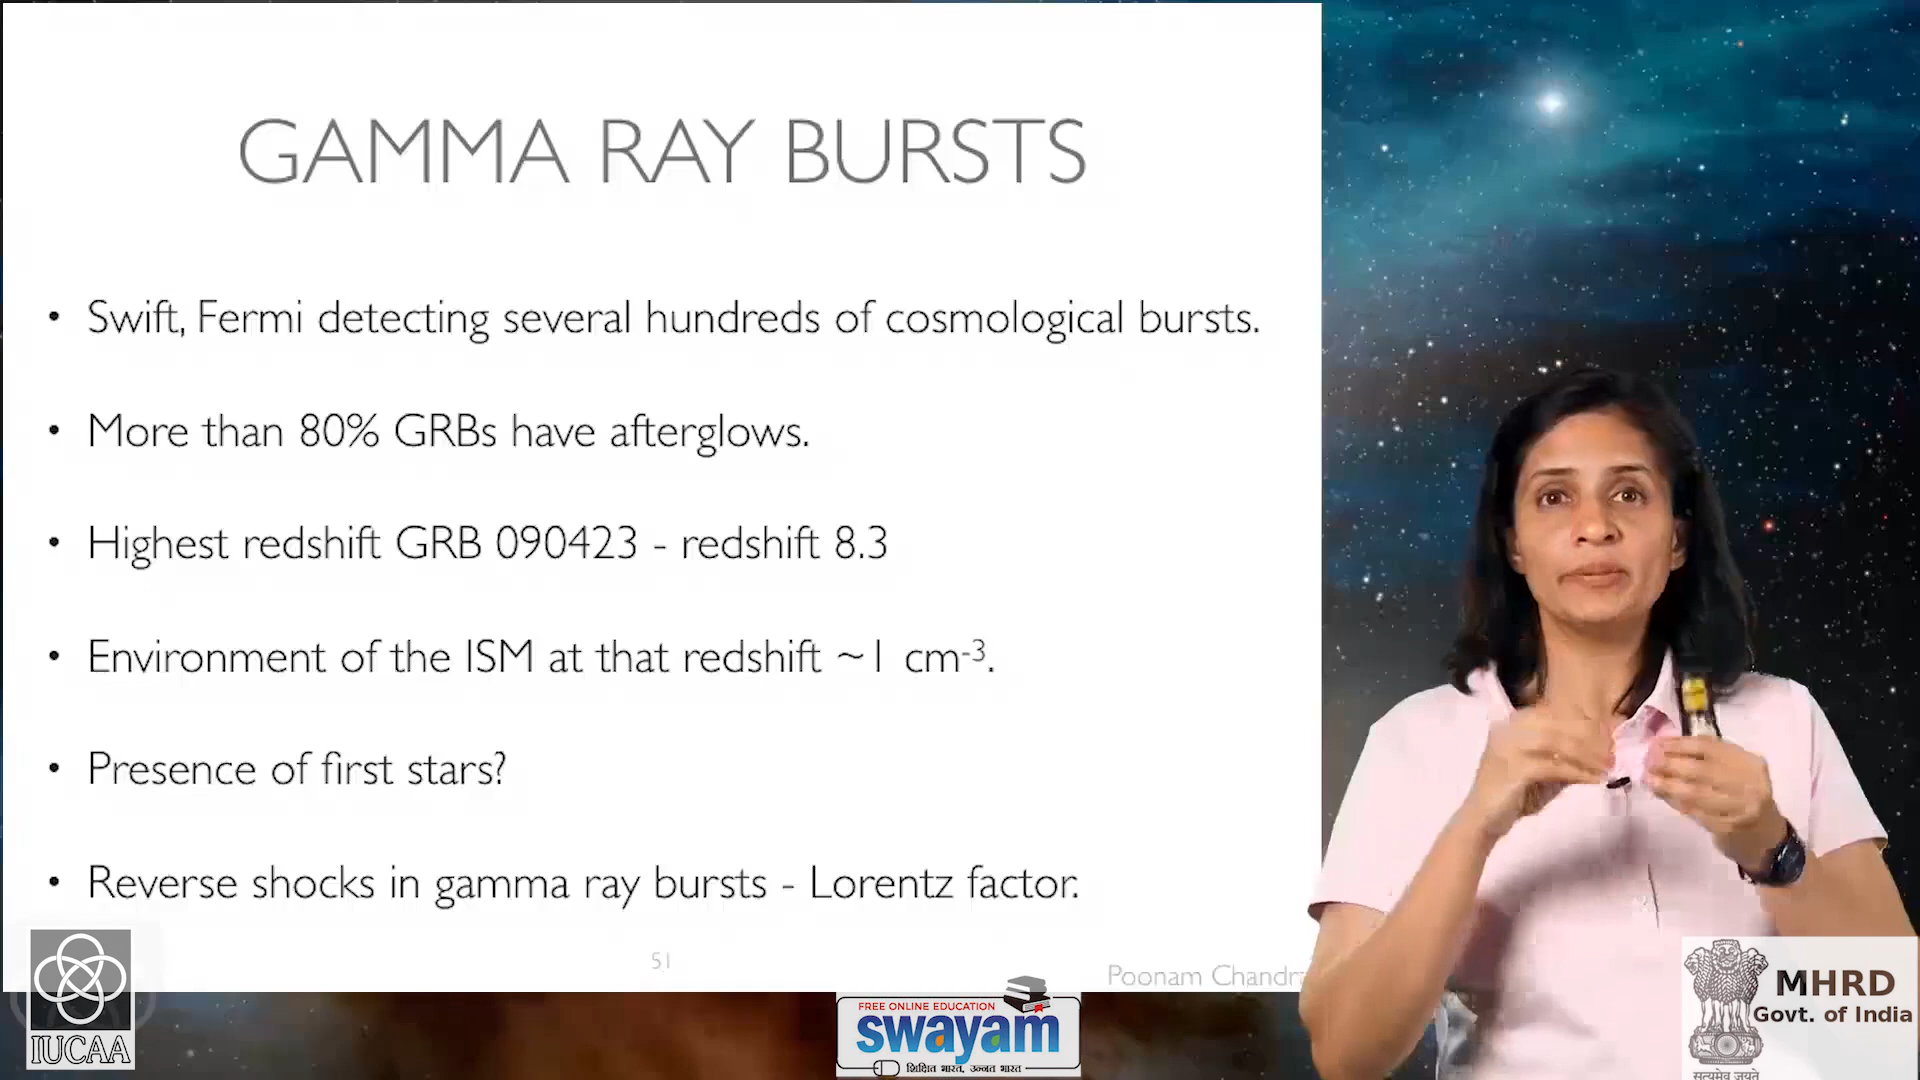 GAMMA RAY BURSTS
• Swift, Fermi detecting several hundreds of cosmological bursts.
• More than 80% GRBs have afterglows.
• Highest redshift GRB 090423 - redshift 8.3
• Environment of the ISM at that redshift ~1 cm-3.
• Presence of first stars?
• Reverse shocks in gamma ray bursts - Lorentz factor.
51
Poonam Chandr
IUCAA
FREE ONLINE EDUCATION
swayam
शिक्षित भारत, उन्नत भारत
MHRD
Govt. of India
सत्यमेव जयते